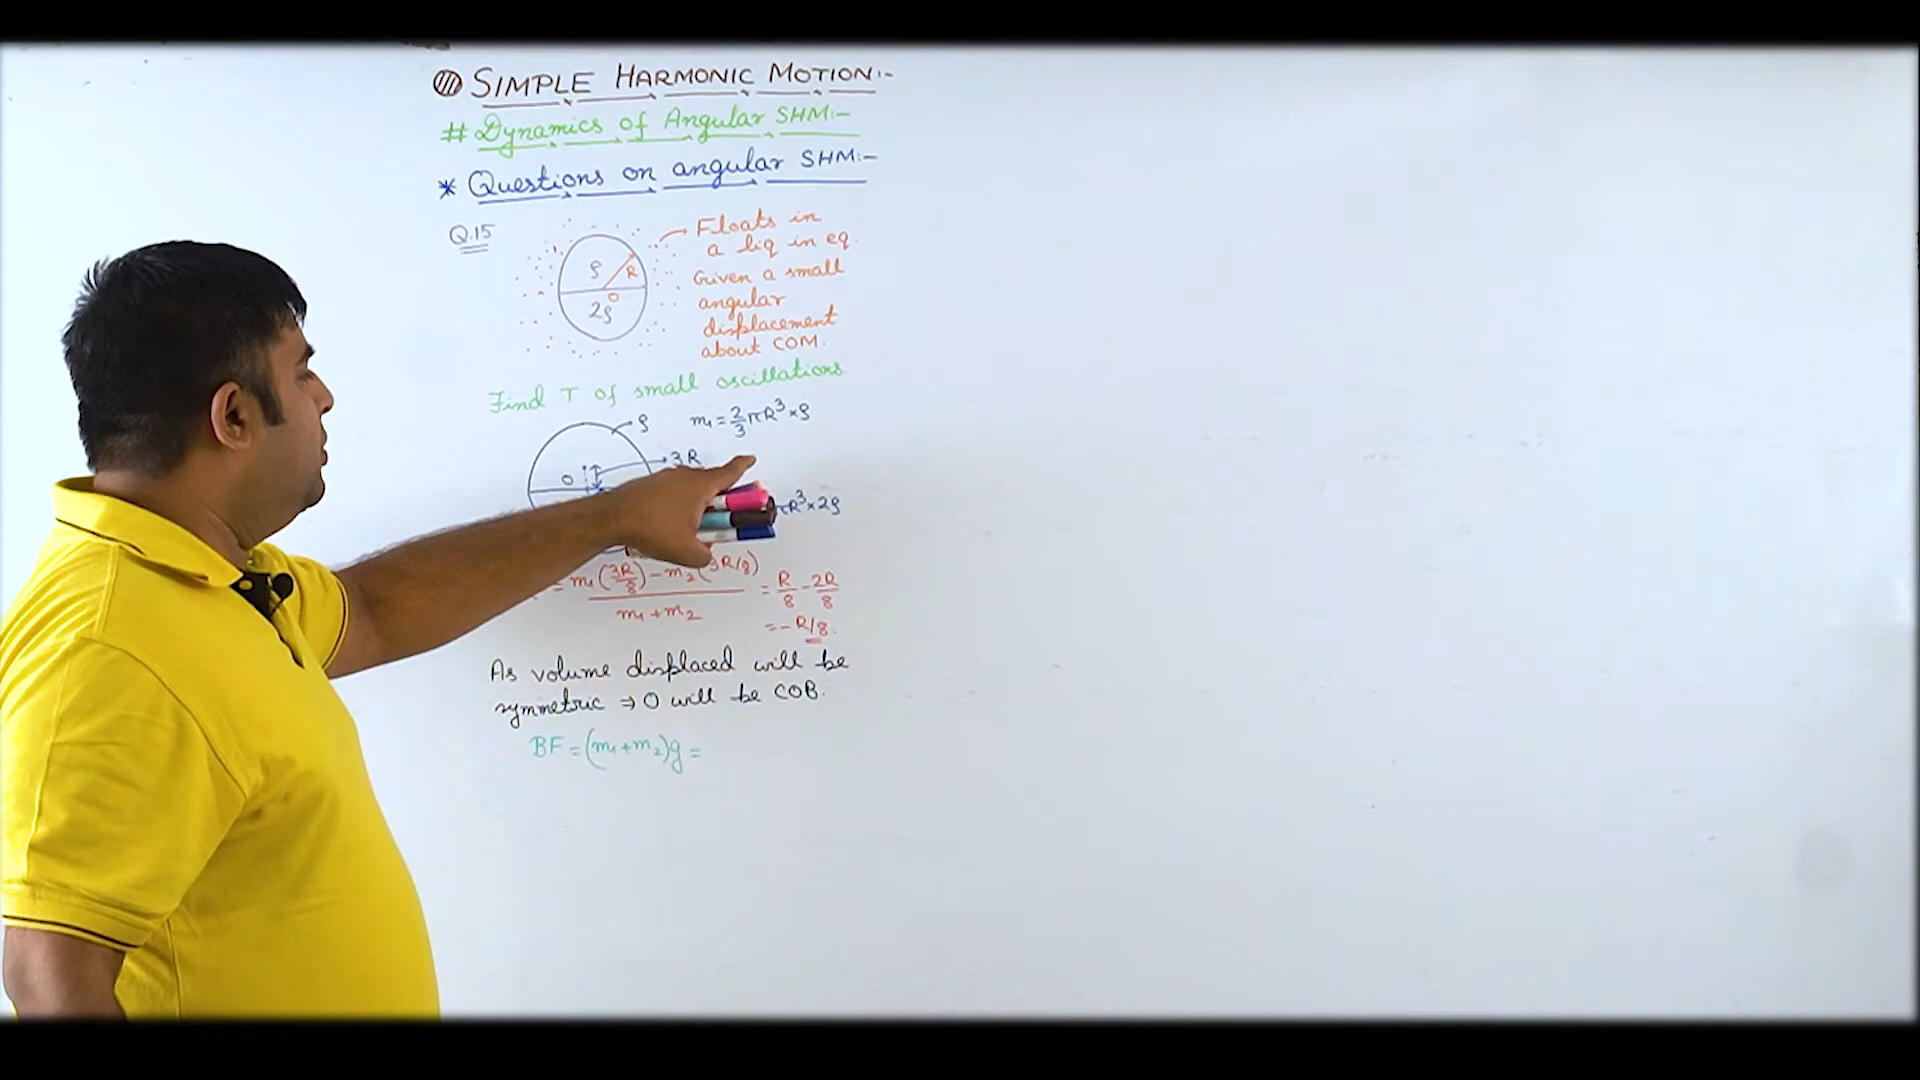 SIMPLE HARMONIC MOTION:-
# Dynamics of Angular SHM:-
* Questions on angular SHM:-
Q.15
ρ
R
O
2ρ
Floats in
a liq in eq.
Given a small
angular
displacement
about COM.
Find T of small oscillations
ρ
O
3R
m₁ = 2/3 πR³ × ρ
πR³ × 2ρ
= m₁(3R/8) - m₂(3R/8) / m₁ + m₂ = R/8 - 2R/8
= - R/8.
As volume displaced will be
symmetric ⇒ O will be COB.
BF = (m₁ + m₂)g =